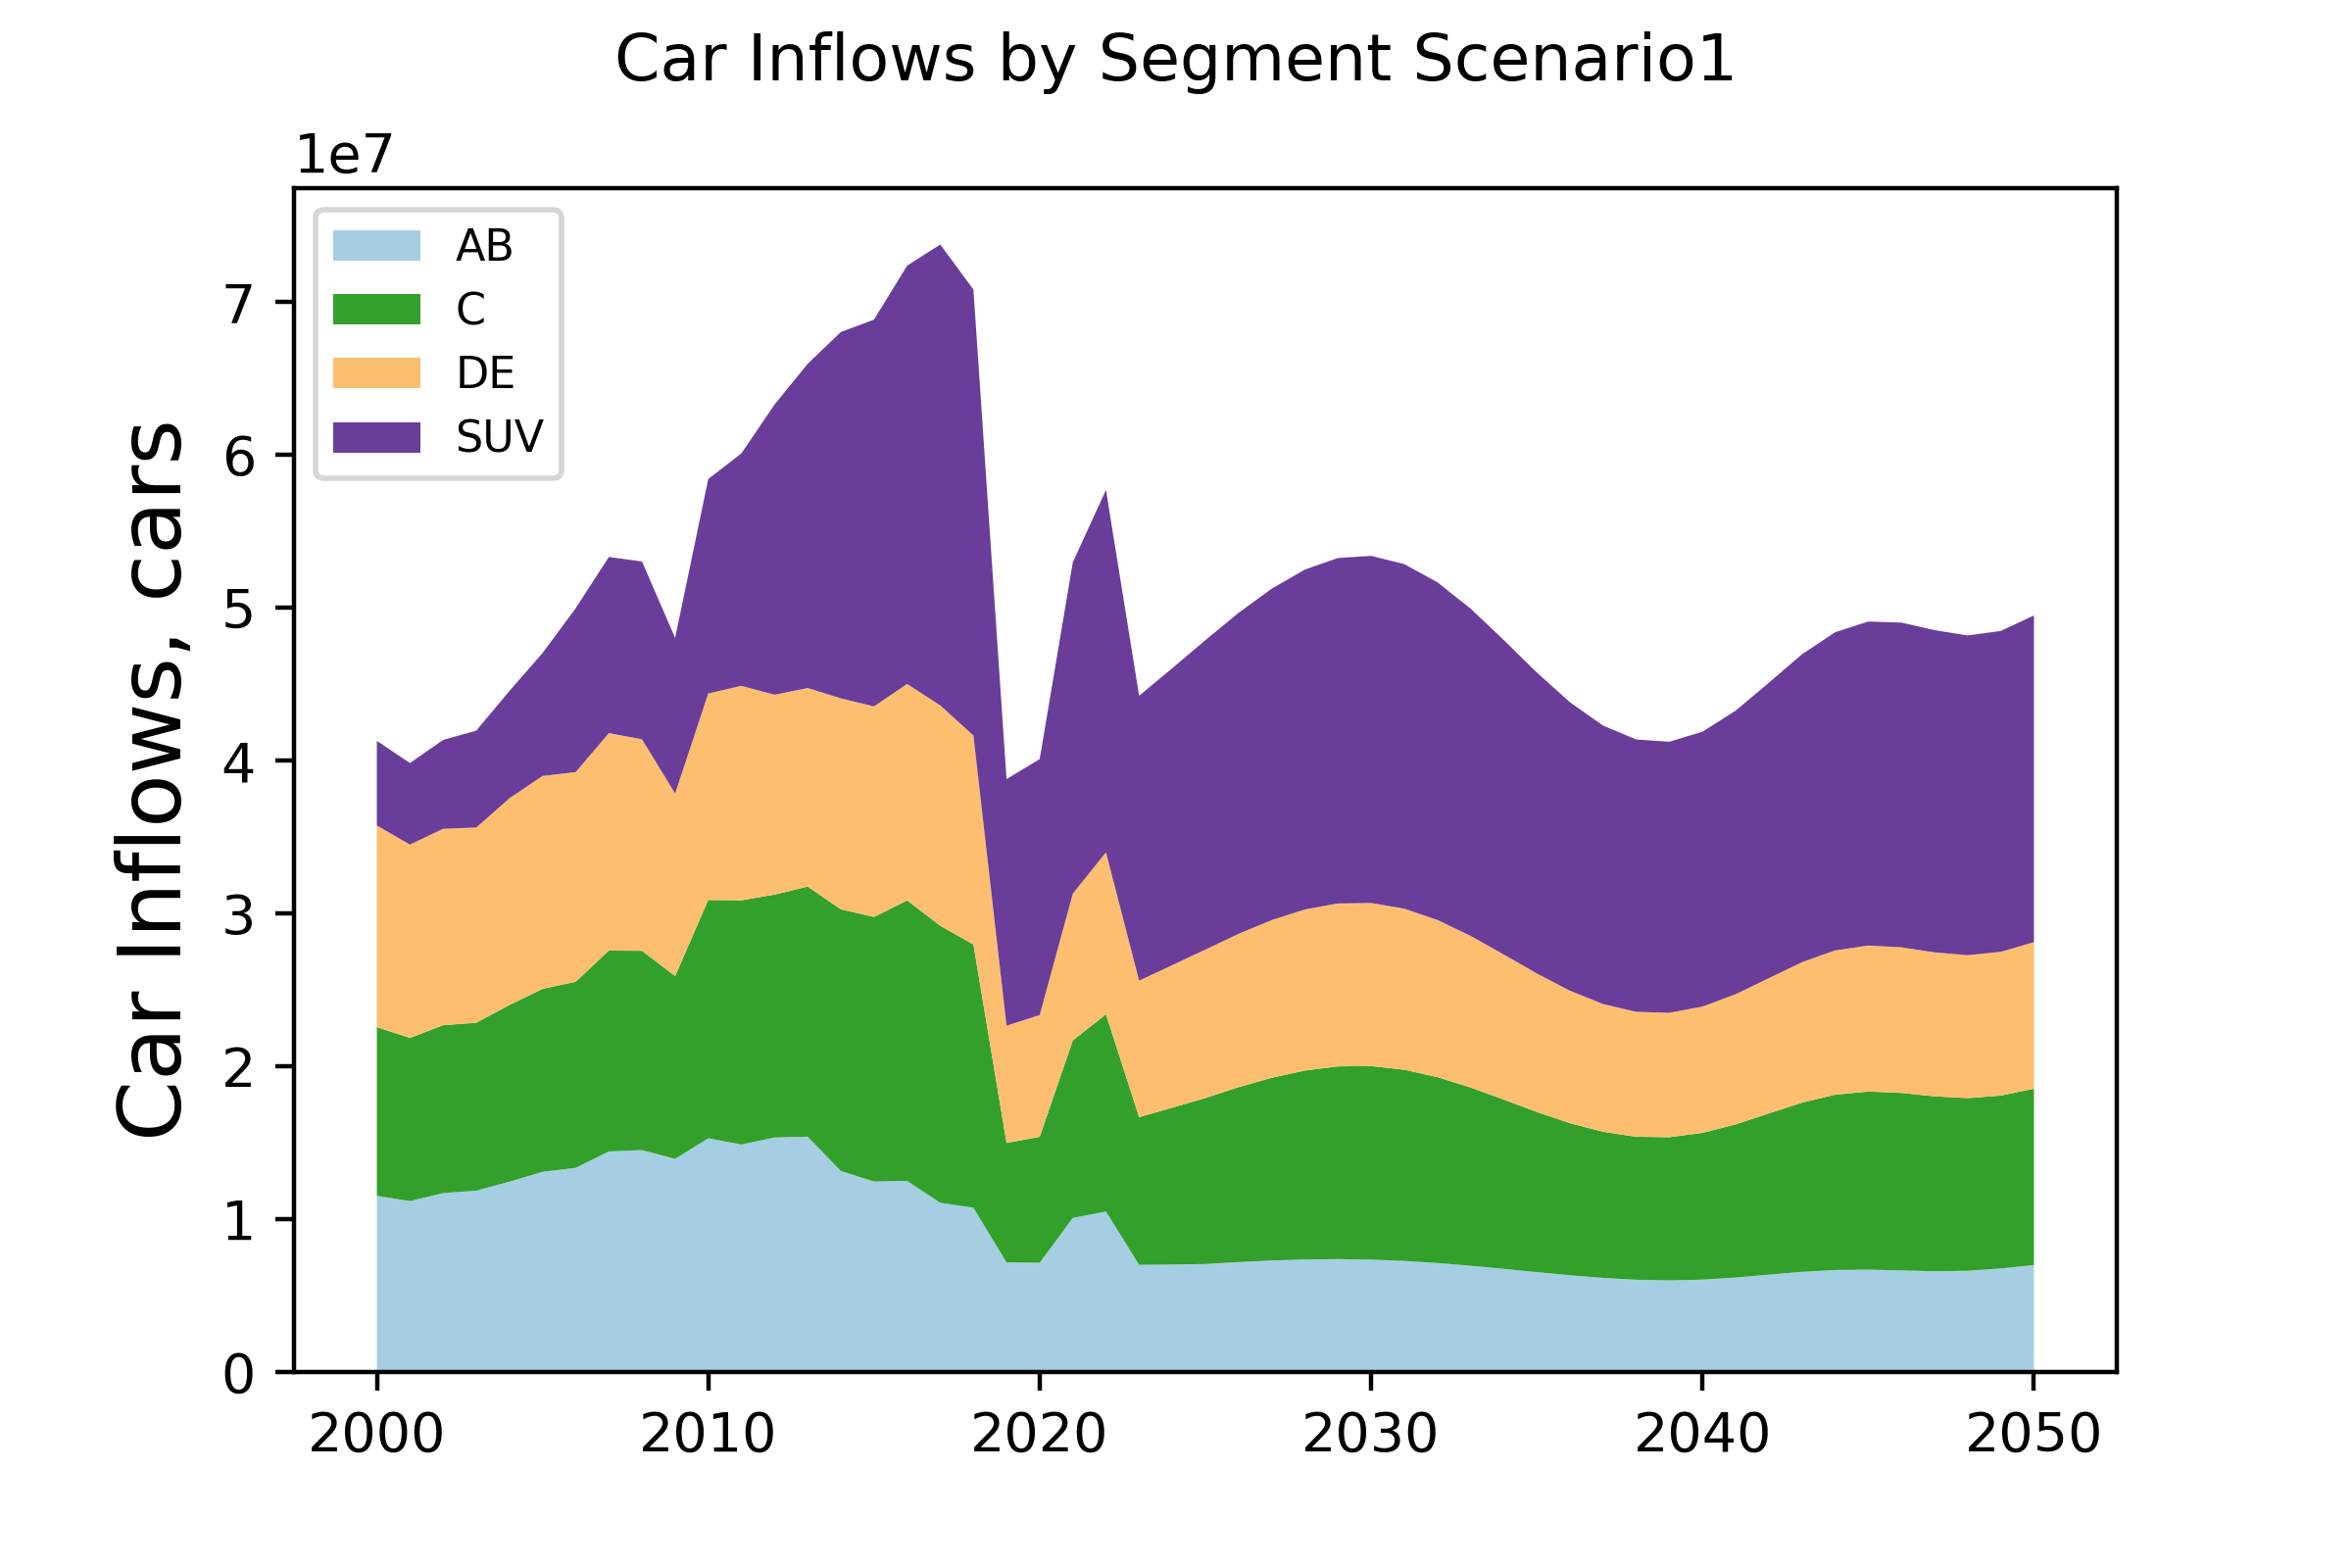 Car Inflows by Segment Scenario1
1e7
AB
C
DE
SUV
Car Inflows, cars
7
6
5
4
3
2
1
0
2000 2010 2020 2030 2040 2050